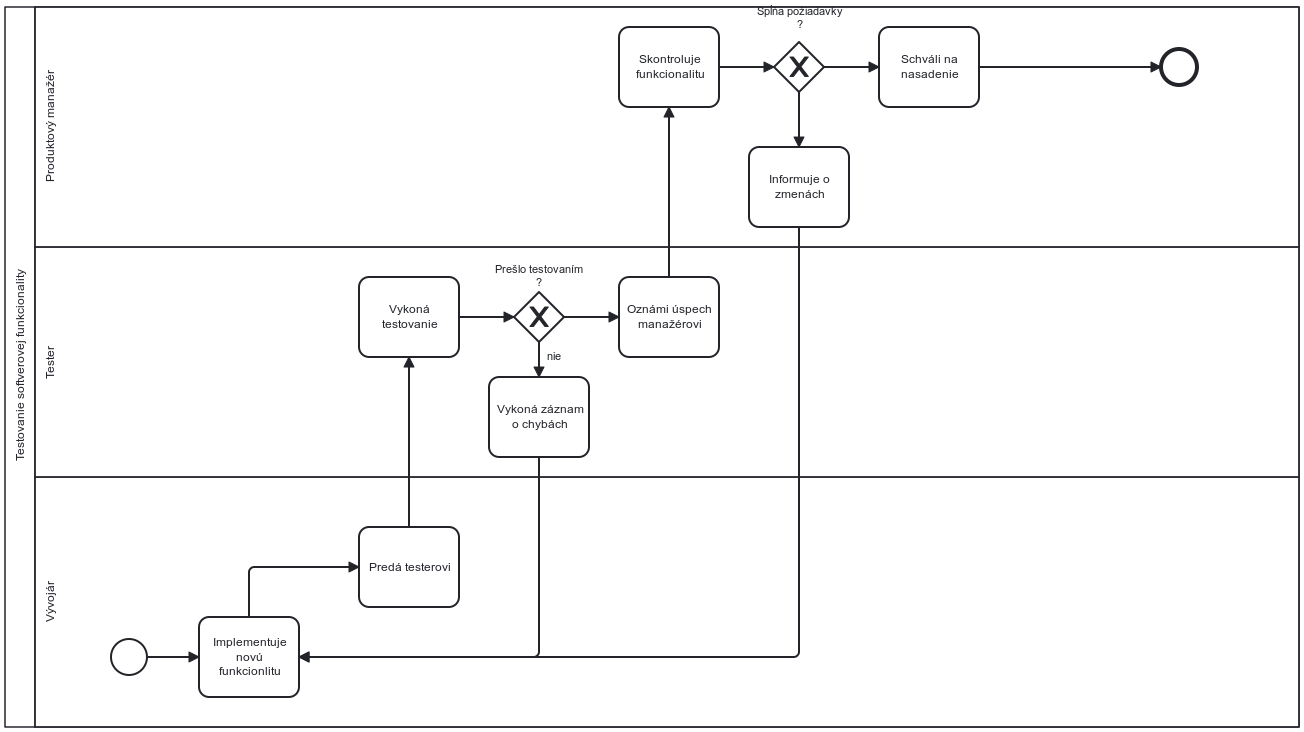 Testovanie softverovej funkcionality
Produktový manažér
Skontroluje
funkcionalitu
Spĺňa požiadavky
?
Schváli na
nasadenie
Informuje o
zmenách
Tester
Vykoná
testovanie
Prešlo testovaním
?
nie
Oznámi úspech
manažérovi
Vykoná záznam
o chybách
Vývojár
Predá testerovi
Implementuje
novú
funkcionlitu